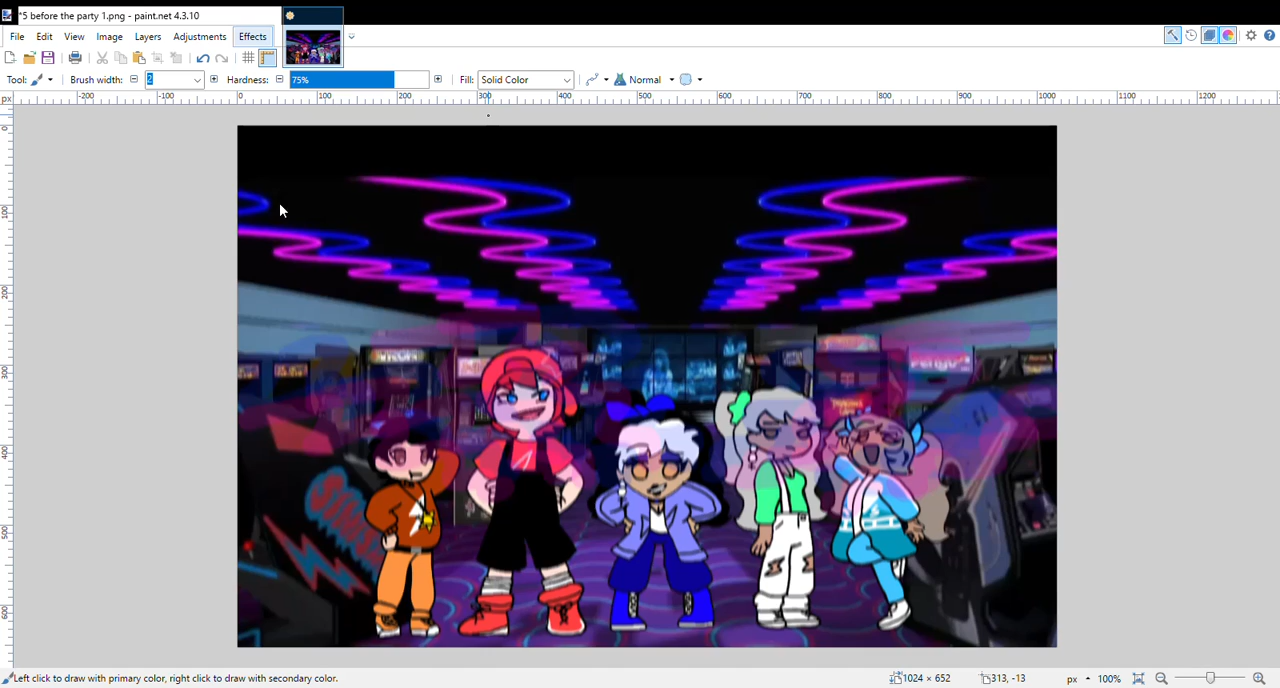 *5 before the party 1.png - paint.net 4.3.10
File Edit View Image Layers Adjustments Effects
Tool: Brush width: 2 Hardness: 75% Fill: Solid Color Normal
px -200 -100 0 100 200 300 400 500 600 700 800 900 1000 1100 1200
0
100
200
300
400
500
600
TRON
Left click to draw with primary color, right click to draw with secondary color. 1024 × 652 313, -13 px 100%